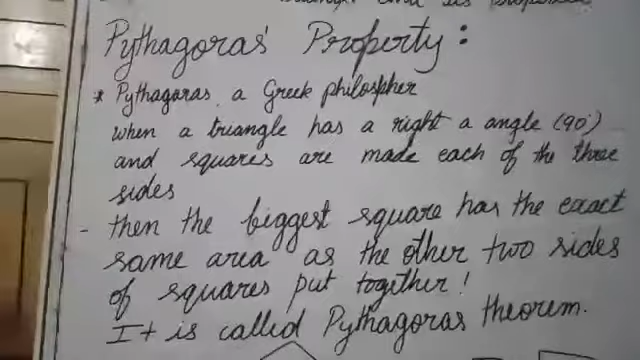 Pythagoras' Property :
* Pythagoras, a Greek philospher
when a triangle has a right a angle (90°)
and squares are made each of the three
sides
- then the biggest square has the exact
same area as the other two sides
of squares put together!
It is called Pythagoras theorem.